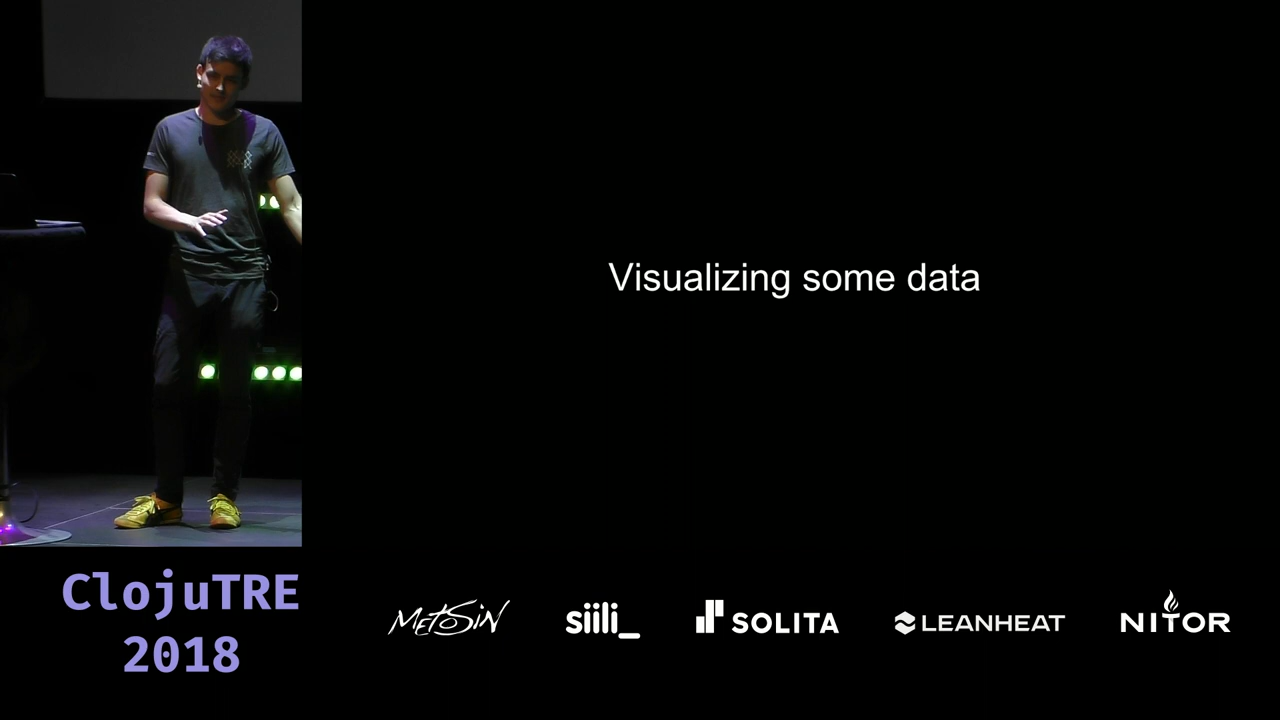 Visualizing some data
ClojuTRE
2018
METOSIN
siili_
SOLITA
LEANHEAT
NITOR